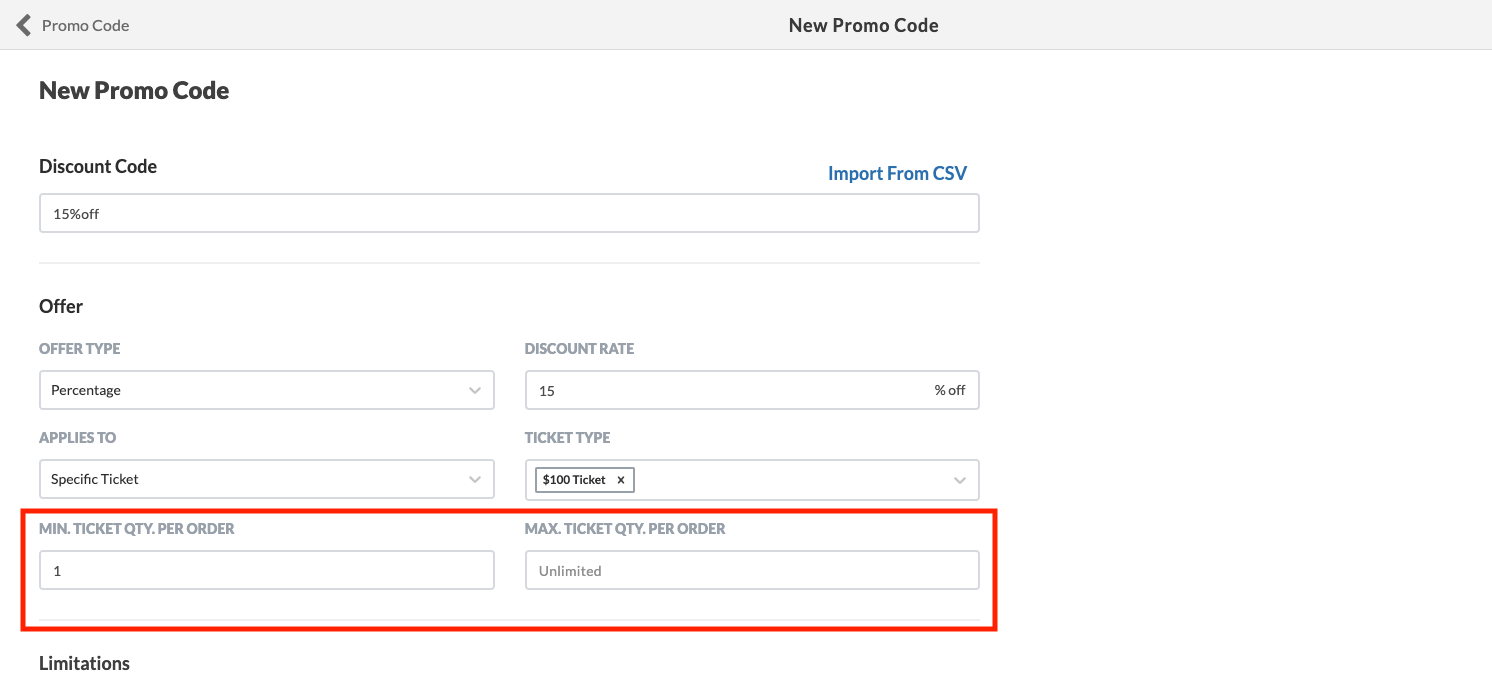 Promo Code
New Promo Code
New Promo Code
Discount Code
Import From CSV
15%off
Offer
OFFER TYPE
DISCOUNT RATE
Percentage
15
% off
APPLIES TO
TICKET TYPE
Specific Ticket
$100 Ticket ×
MIN. TICKET QTY. PER ORDER
MAX. TICKET QTY. PER ORDER
1
Unlimited
Limitations